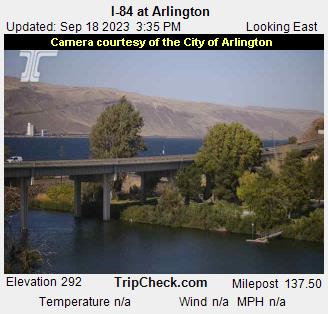 I-84 at Arlington
Updated: Sep 18 2023 3:35 PM Looking East
Camera courtesy of the City of Arlington
Elevation 292 TripCheck.com Milepost 137.50
Temperature n/a Wind n/a MPH n/a